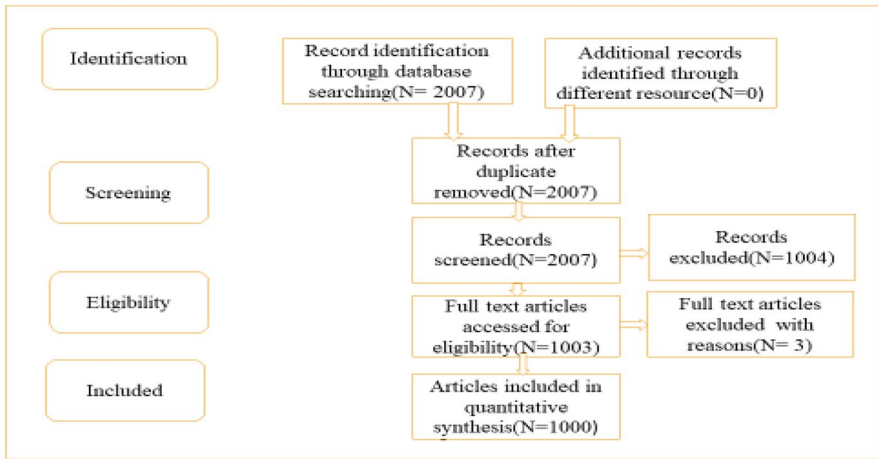 Identification
Record identification
through database
searching(N= 2007)
Additional records
identified through
different resource(N=0)
Records after
duplicate
removed(N=2007)
Screening
Records
screened(N=2007)
Records
excluded(N=1004)
Eligibility
Full text articles
accessed for
eligibility(N=1003)
Full text articles
excluded with
reasons(N= 3)
Included
Articles included in
quantitative
synthesis(N=1000)